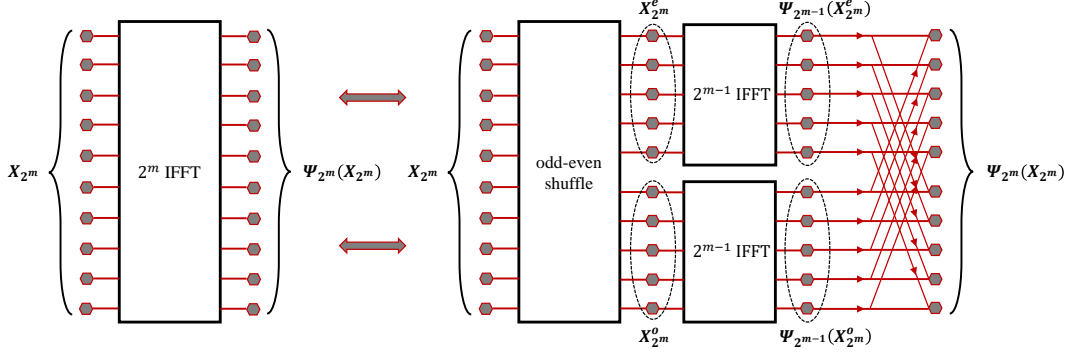 X_{2^m}
2^m IFFT
Ψ_{2^m}(X_{2^m})
X_{2^m}
odd-even
shuffle
X^e_{2^m}
2^{m-1} IFFT
Ψ_{2^{m-1}}(X^e_{2^m})
2^{m-1} IFFT
X^o_{2^m}
Ψ_{2^{m-1}}(X^o_{2^m})
Ψ_{2^m}(X_{2^m})